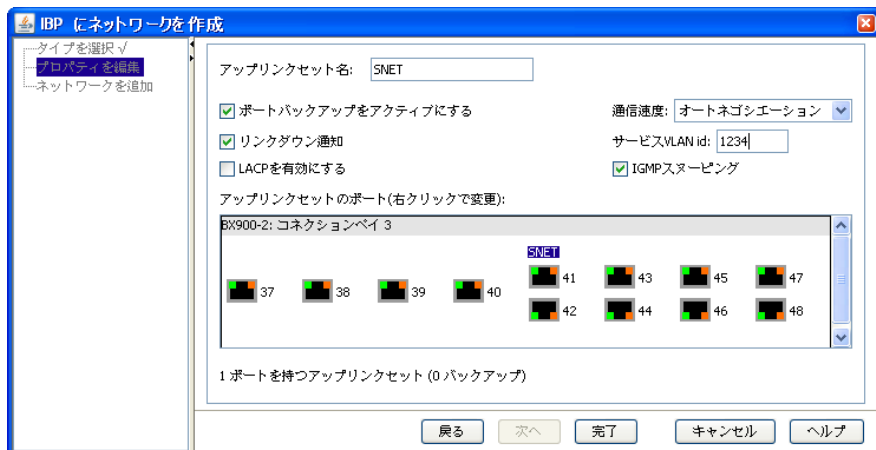 IBP にネットワークを作成
タイプを選択 √
プロパティを編集
ネットワークを追加
アップリンクセット名: SNET
ポートバックアップをアクティブにする 通信速度: オートネゴシエーション
リンクダウン通知 サービスVLAN id: 1234
LACPを有効にする IGMPスヌーピング
アップリンクセットのポート(右クリックで変更):
BX900-2: コネクションベイ 3
SNET
37 38 39 40 41 43 45 47
42 44 46 48
1 ポートを持つアップリンクセット (0 バックアップ)
戻る 次へ 完了 キャンセル ヘルプ